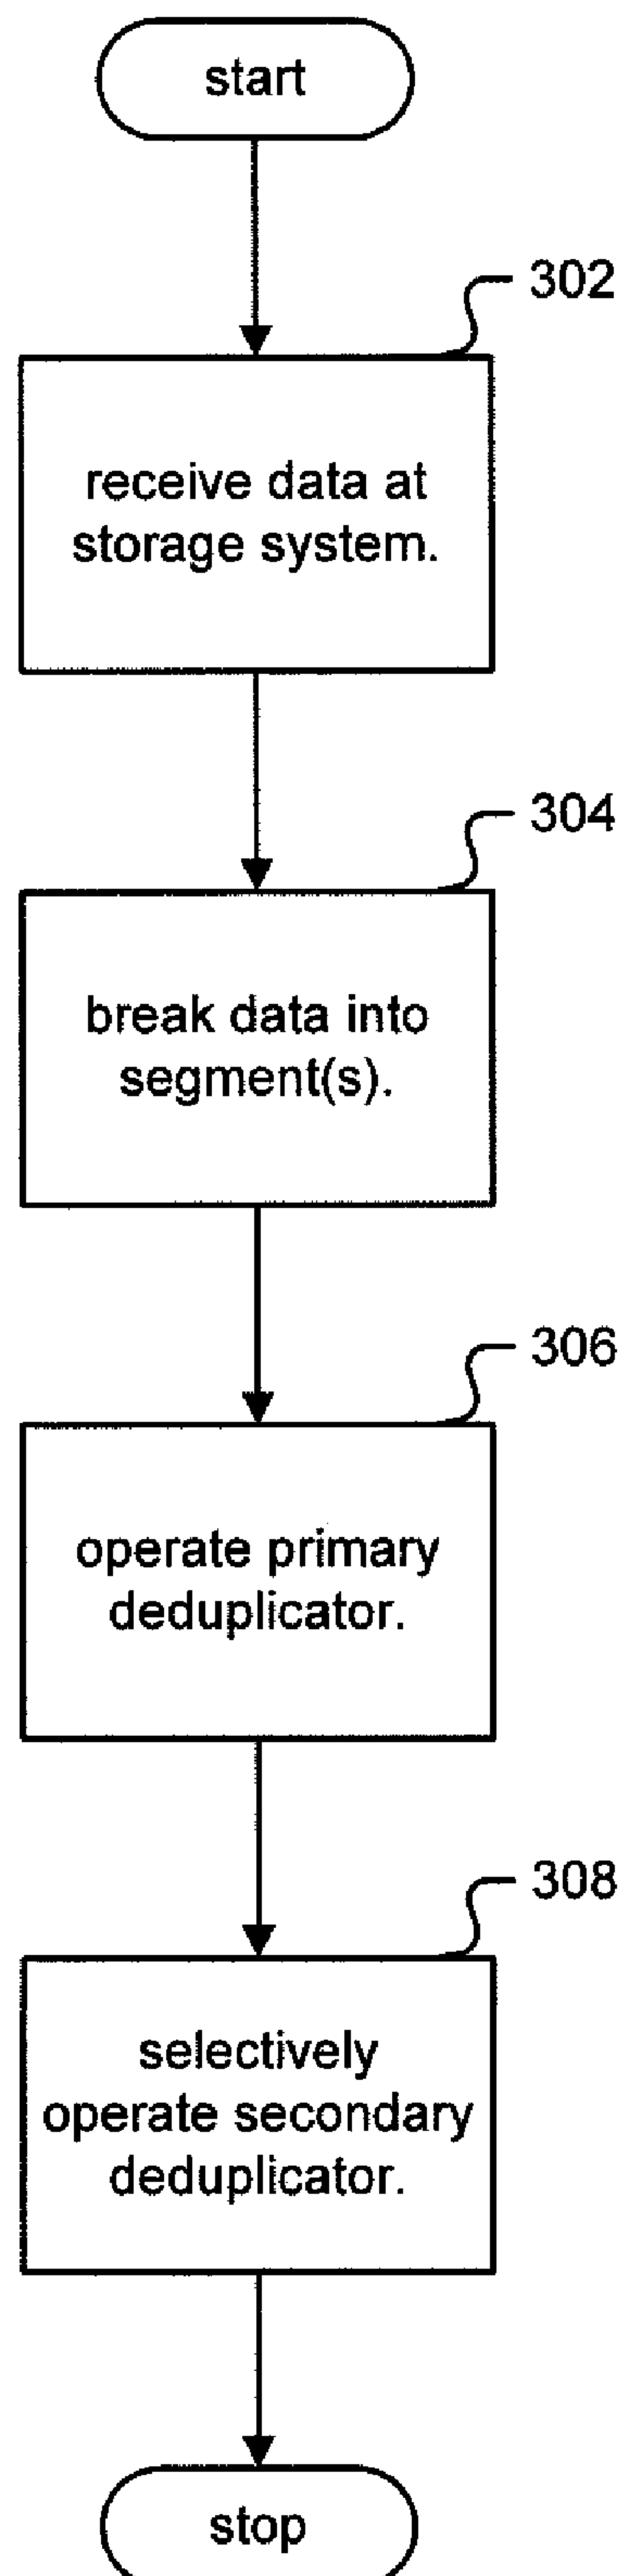 start
302
receive data at
storage system.
304
break data into
segment(s).
306
operate primary
deduplicator.
308
selectively
operate secondary
deduplicator.
stop